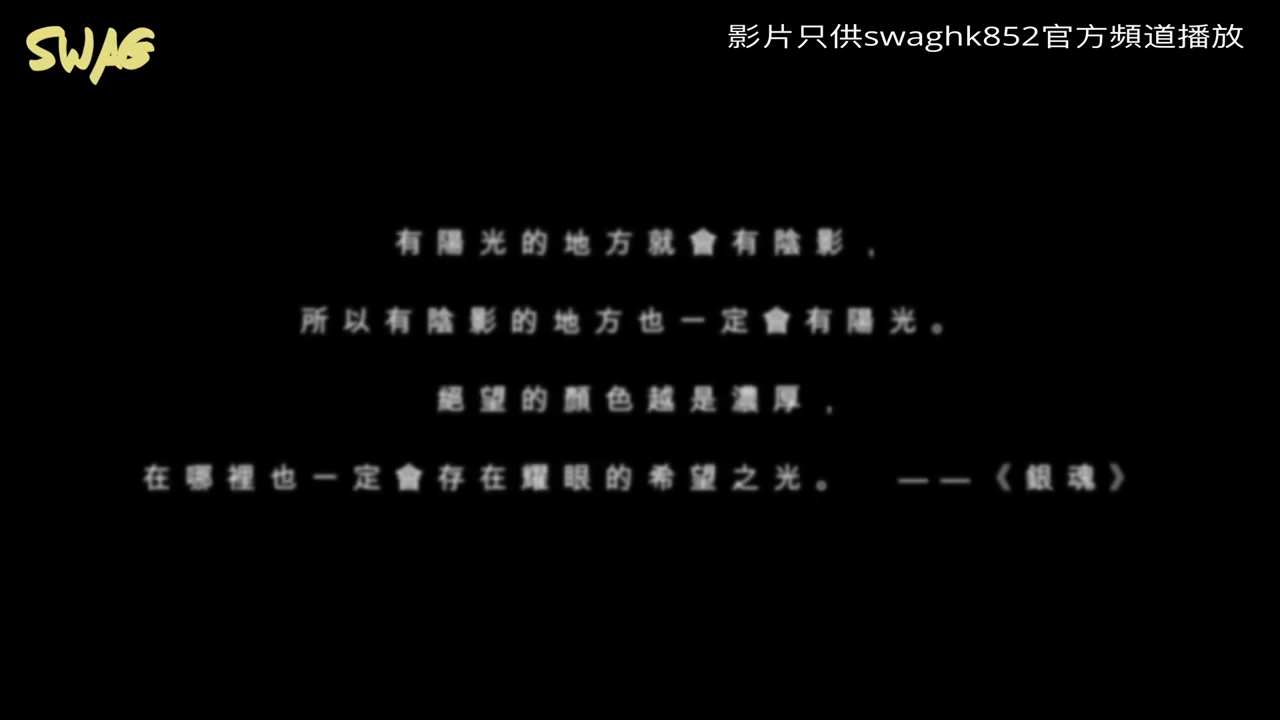 SWAG
影片只供swaghk852官方頻道播放
有陽光的地方就會有陰影，
所以有陰影的地方也一定會有陽光。
絕望的顏色越是濃厚，
在哪裡也一定會存在耀眼的希望之光。 ——《銀魂》